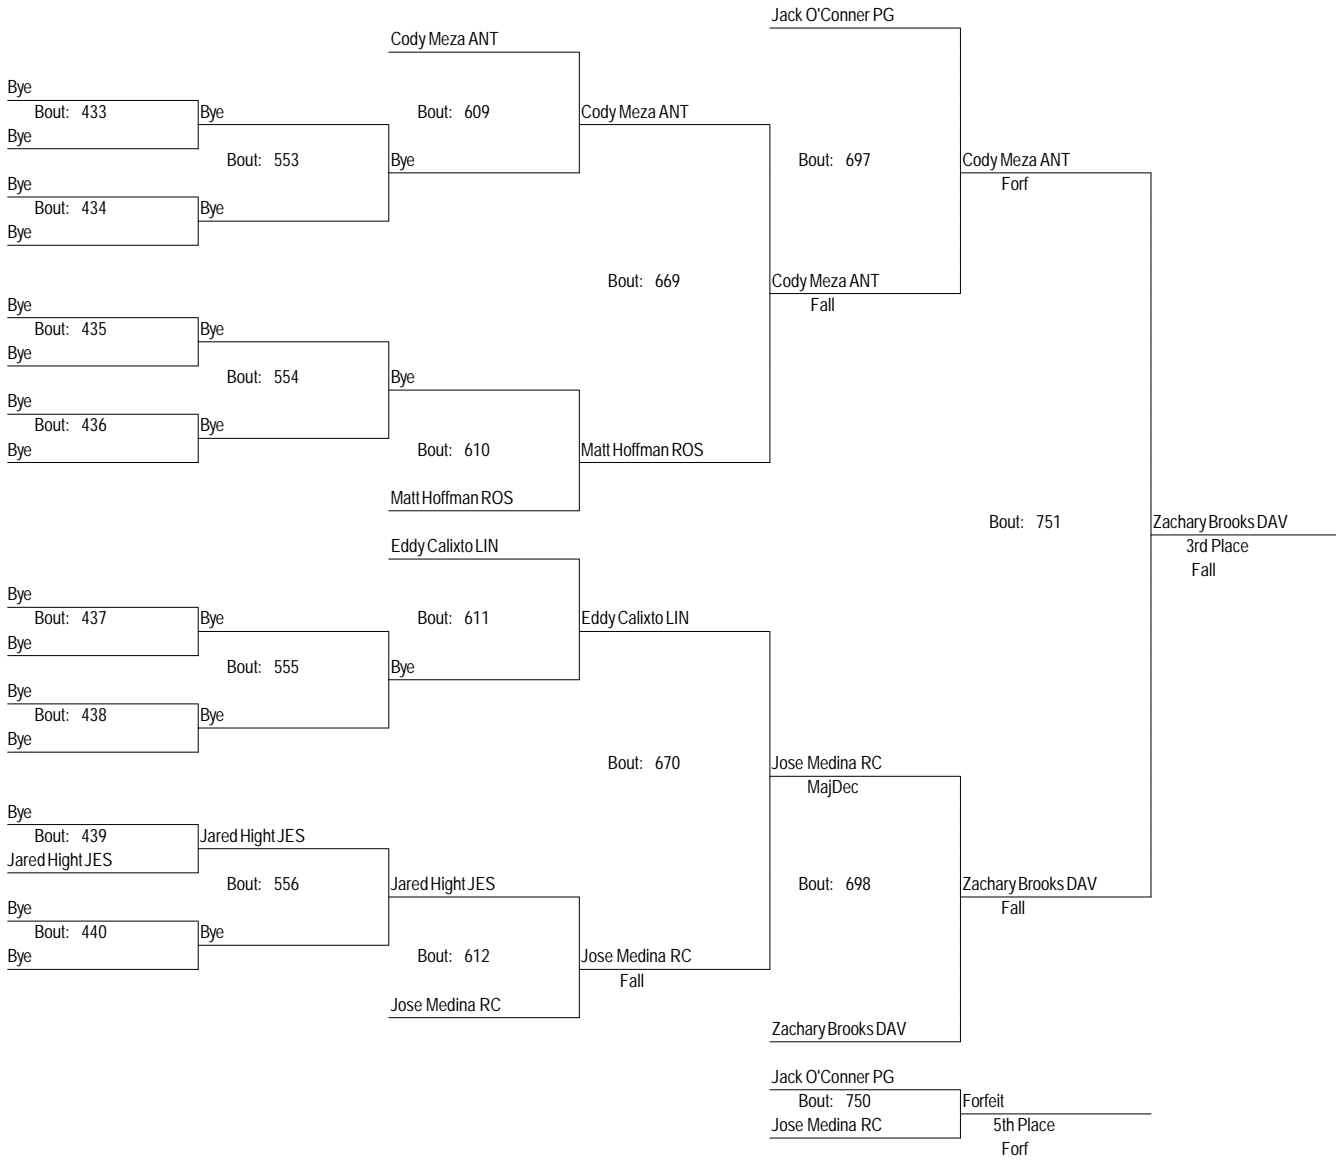 Jack O'Conner PG
Cody Meza ANT
Bye
Bout: 433
Bye
Bout: 609
Cody Meza ANT
Bye
Bout: 553
Bye
Bout: 697
Cody Meza ANT
Bye
Forf
Bout: 434
Bye
Bye
Bout: 669
Cody Meza ANT
Bye
Fall
Bout: 435
Bye
Bye
Bout: 554
Bye
Bye
Bout: 436
Bye
Bye
Bout: 610
Matt Hoffman ROS
Matt Hoffman ROS
Bout: 751
Zachary Brooks DAV
Eddy Calixto LIN
3rd Place
Fall
Bye
Bout: 437
Bye
Bout: 611
Eddy Calixto LIN
Bye
Bout: 555
Bye
Bye
Bout: 438
Bye
Bye
Bout: 670
Jose Medina RC
MajDec
Bye
Bout: 439
Jared Hight JES
Jared Hight JES
Bout: 556
Jared Hight JES
Bout: 698
Zachary Brooks DAV
Bye
Fall
Bout: 440
Bye
Bye
Bout: 612
Jose Medina RC
Fall
Jose Medina RC
Zachary Brooks DAV
Jack O'Conner PG
Bout: 750
Forfeit
Jose Medina RC
5th Place
Forf